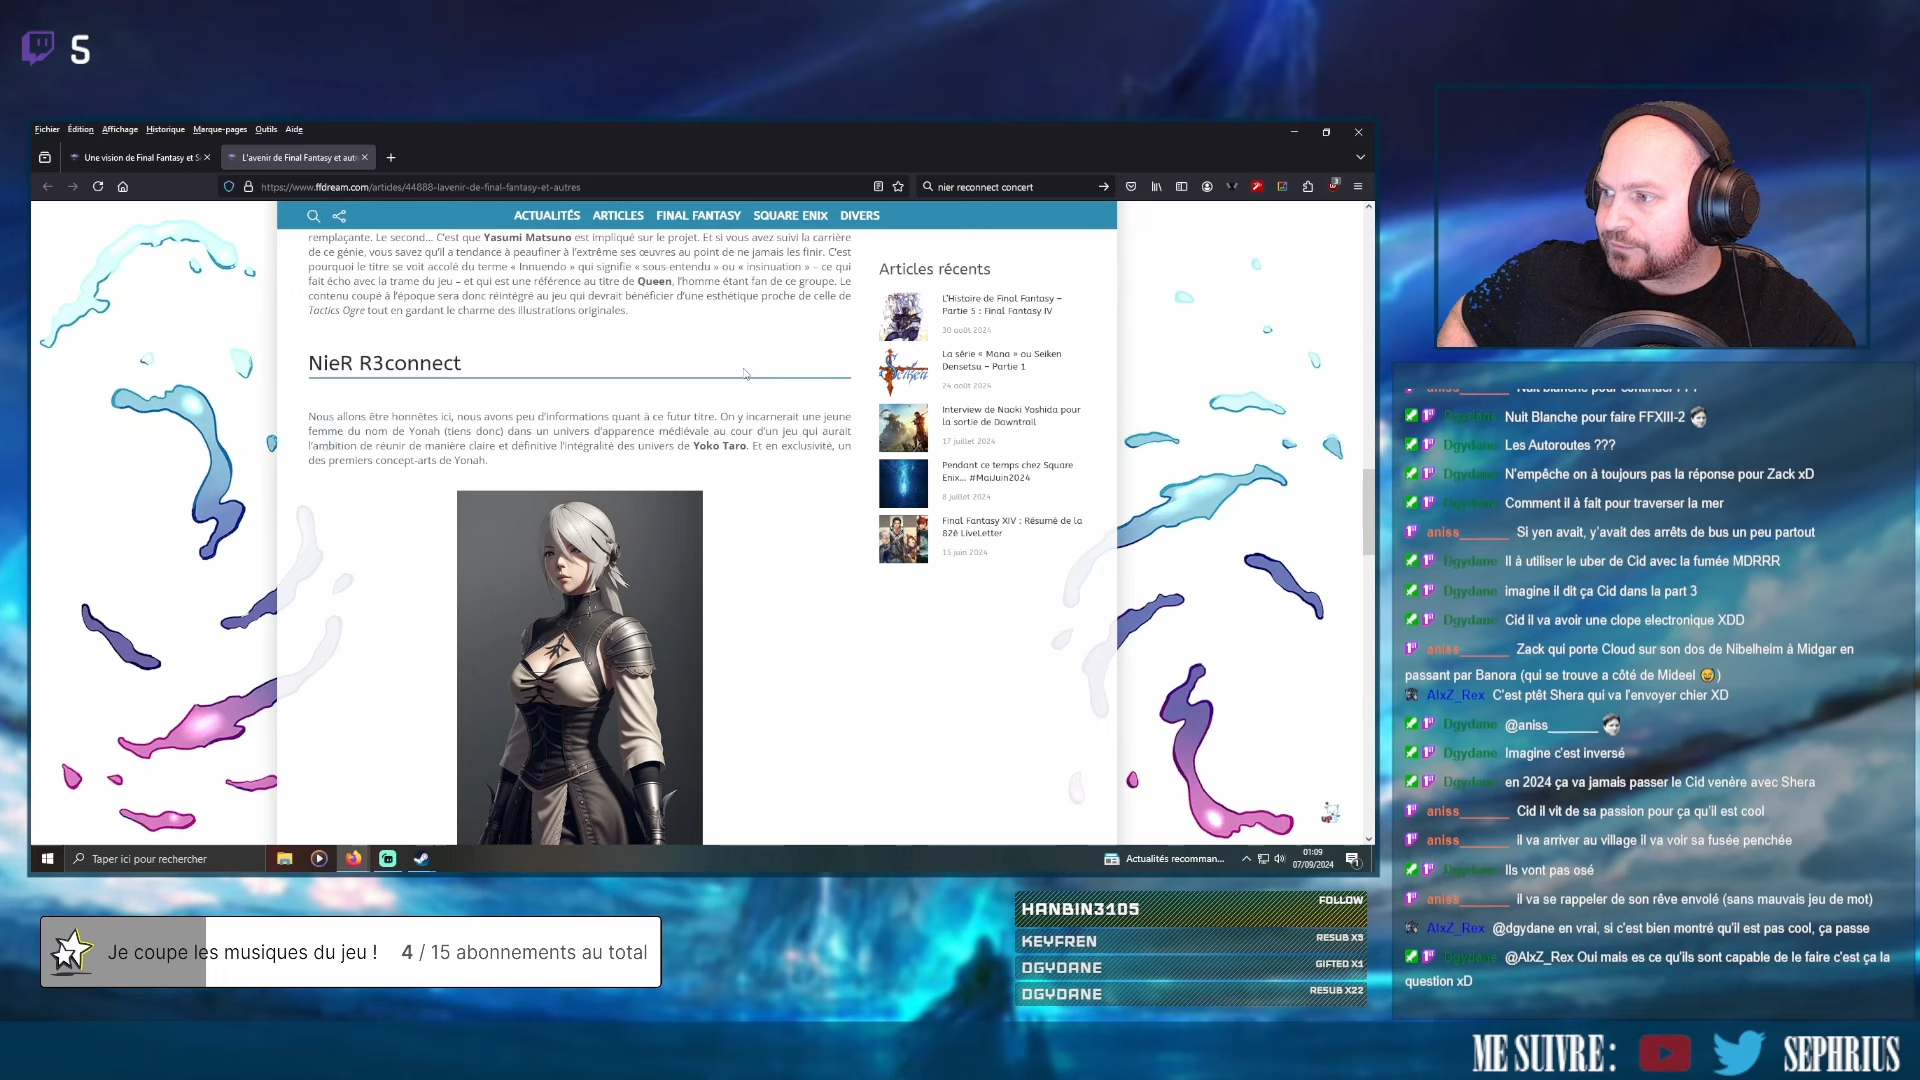 5
Fichier Édition Affichage Historique Marque-pages Outils Aide
Une vision de Final Fantasy et S
L'avenir de Final Fantasy et autr
https://www.ffdream.com/articles/44888-lavenir-de-final-fantasy-et-autres
nier reconnect concert
3
ACTUALITÉS ARTICLES FINAL FANTASY SQUARE ENIX DIVERS
remplaçante. Le second... C'est que Yasumi Matsuno est impliqué sur le projet. Et si vous avez suivi la carrière
de ce génie, vous savez qu'il a tendance à peaufiner à l'extrême ses œuvres au point de ne jamais les finir. C'est
pourquoi le titre se voit accolé du terme « Innuendo » qui signifie « sous-entendu » ou « insinuation » – ce qui
fait écho avec la trame du jeu – et qui est une référence au titre de Queen, l'homme étant fan de ce groupe. Le
contenu coupé à l'époque sera donc réintégré au jeu qui devrait bénéficier d'une esthétique proche de celle de
Tactics Ogre tout en gardant le charme des illustrations originales.
NieR R3connect
Nous allons être honnêtes ici, nous avons peu d'informations quant à ce futur titre. On y incarnerait une jeune
femme du nom de Yonah (tiens donc) dans un univers d'apparence médiévale au cour d'un jeu qui aurait
l'ambition de réunir de manière claire et définitive l'intégralité des univers de Yoko Taro. Et en exclusivité, un
des premiers concept-arts de Yonah.
Articles récents
L'Histoire de Final Fantasy –
Partie 5 : Final Fantasy IV
30 août 2024
La série « Mana » ou Seiken
Densetsu – Partie 1
24 août 2024
Interview de Naoki Yoshida pour
la sortie de Dawntrail
17 juillet 2024
Pendant ce temps chez Square
Enix... #MaiJuin2024
8 juillet 2024
Final Fantasy XIV : Résumé de la
82è LiveLetter
15 juin 2024
Taper ici pour rechercher
Actualités recomman...
01:09
07/09/2024
aniss_______ Nuit blanche pour continuer ???
Dgydane Nuit Blanche pour faire FFXIII-2
Dgydane Les Autoroutes ???
Dgydane N'empêche on à toujours pas la réponse pour Zack xD
Dgydane Comment il à fait pour traverser la mer
aniss_______ Si yen avait, y'avait des arrêts de bus un peu partout
Dgydane Il à utiliser le uber de Cid avec la fumée MDRRR
Dgydane imagine il dit ça Cid dans la part 3
Dgydane Cid il va avoir une clope electronique XDD
aniss_______ Zack qui porte Cloud sur son dos de Nibelheim à Midgar en
passant par Banora (qui se trouve a côté de Mideel 😅)
AlxZ_Rex C'est ptêt Shera qui va l'envoyer chier XD
Dgydane @aniss_______
Dgydane Imagine c'est inversé
Dgydane en 2024 ça va jamais passer le Cid venère avec Shera
aniss_______ Cid il vit de sa passion pour ça qu'il est cool
aniss_______ il va arriver au village il va voir sa fusée penchée
Dgydane Ils vont pas osé
aniss_______ il va se rappeler de son rêve envolé (sans mauvais jeu de mot)
AlxZ_Rex @dgydane en vrai, si c'est bien montré qu'il est pas cool, ça passe
Dgydane @AlxZ_Rex Oui mais es ce qu'ils sont capable de le faire c'est ça la
question xD
Je coupe les musiques du jeu ! 4 / 15 abonnements au total
HANBIN3105 FOLLOW
KEYFREN RESUB X5
DGYDANE GIFTED X1
DGYDANE RESUB X22
ME SUIVRE : SEPHRIUS